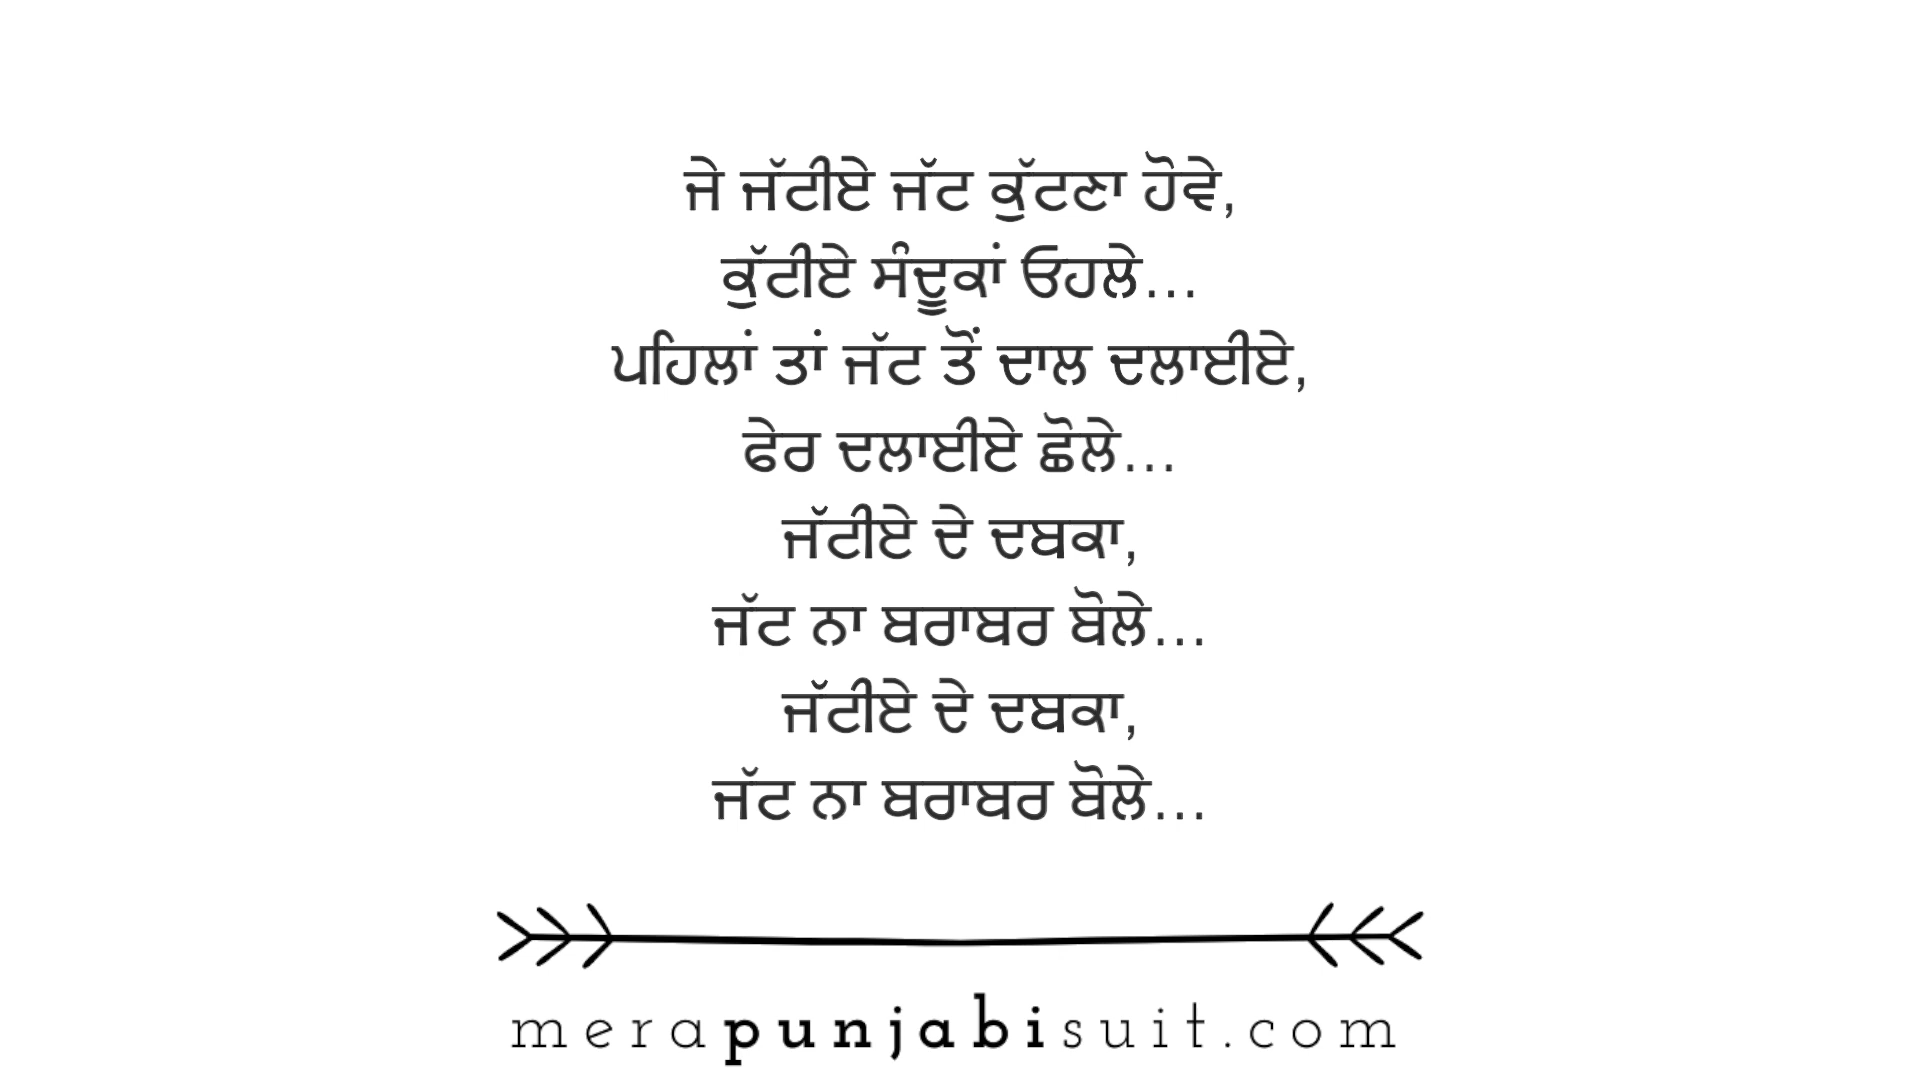 ਜੇ ਜੱਟੀਏ ਜੱਟ ਕੁੱਟਣਾ ਹੋਵੇ,
ਕੁੱਟੀਏ ਸੰਦੂਕਾਂ ਓਹਲੇ...
ਪਹਿਲਾਂ ਤਾਂ ਜੱਟ ਤੋਂ ਦਾਲ ਦਲਾਈਏ,
ਫੇਰ ਦਲਾਈਏ ਛੋਲੇ...
ਜੱਟੀਏ ਦੇ ਦਬਕਾ,
ਜੱਟ ਨਾ ਬਰਾਬਰ ਬੋਲੇ...
ਜੱਟੀਏ ਦੇ ਦਬਕਾ,
ਜੱਟ ਨਾ ਬਰਾਬਰ ਬੋਲੇ...
merapunjabisuit.com